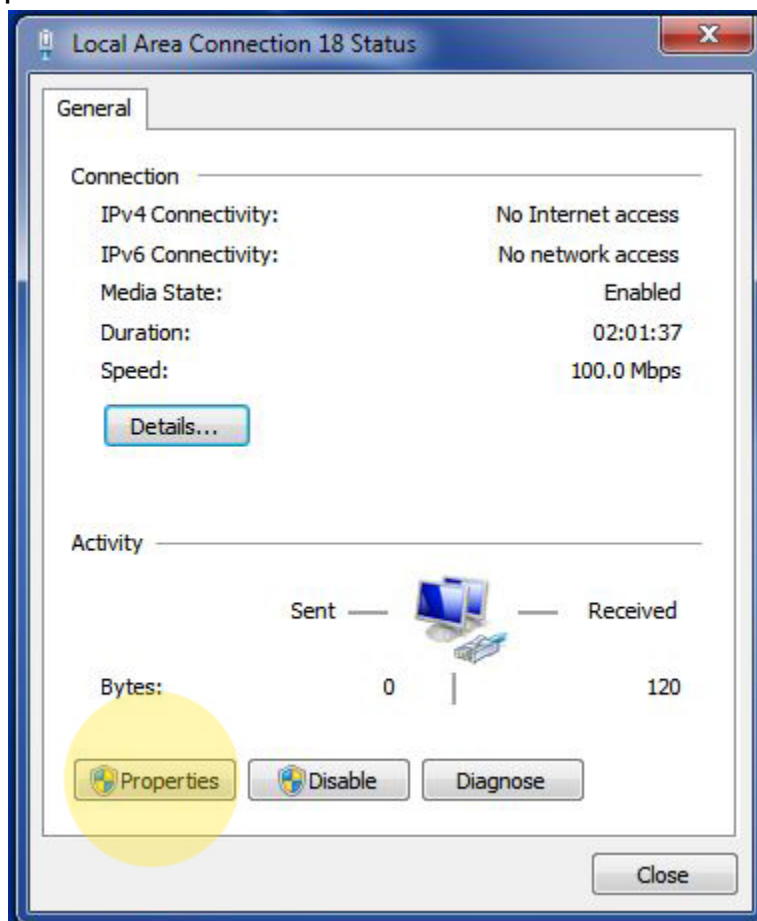 Local Area Connection 18 Status
General
Connection
IPv4 Connectivity: No Internet access
IPv6 Connectivity: No network access
Media State: Enabled
Duration: 02:01:37
Speed: 100.0 Mbps
Details...
Activity
Sent Received
Bytes: 0 120
Properties Disable Diagnose
Close